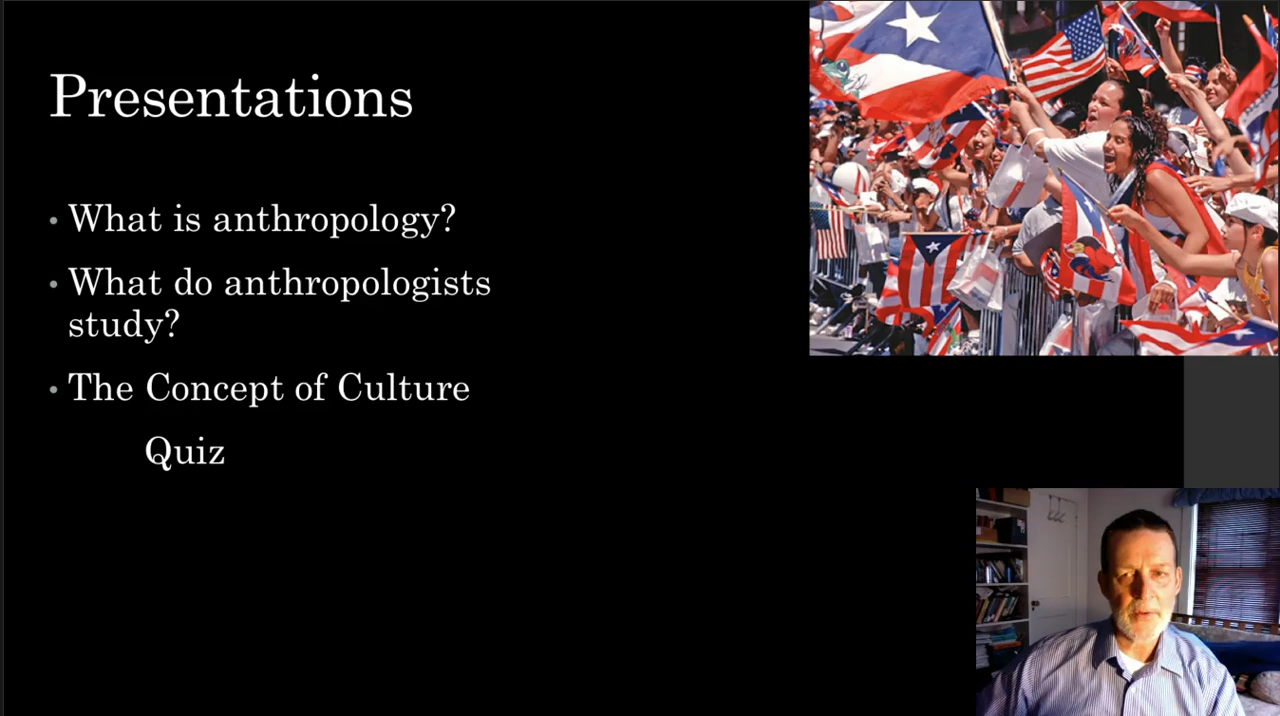 Presentations
• What is anthropology?
• What do anthropologists
study?
• The Concept of Culture
Quiz